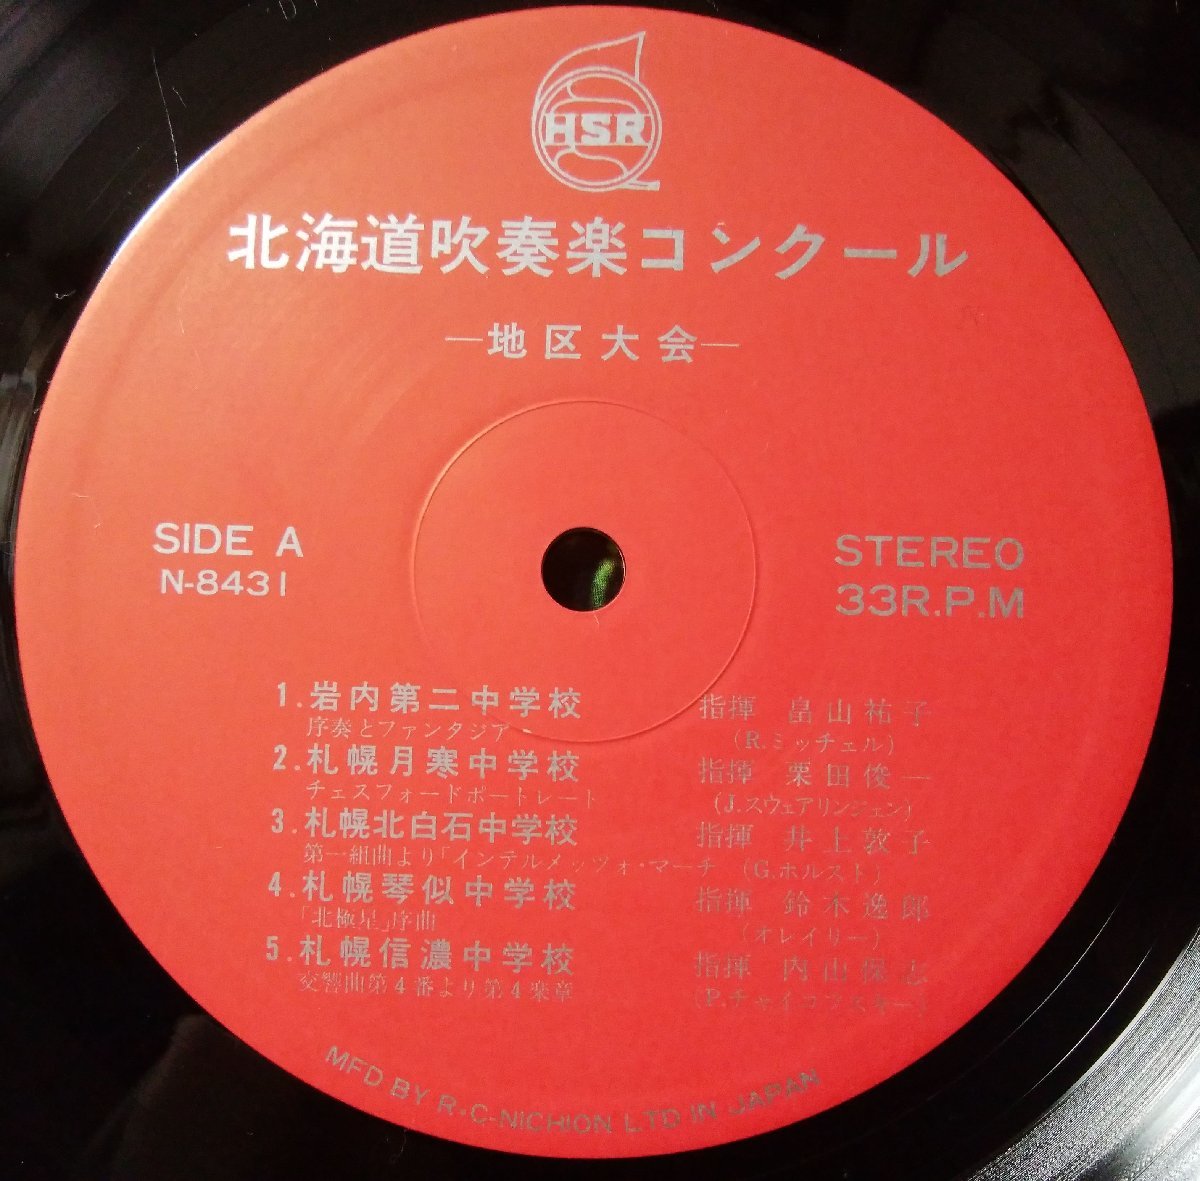 HSR
北海道吹奏楽コンクール
―地区大会―
SIDE A
N-8431
STEREO
33R.P.M
1.岩内第二中学校 指揮 畠山祐子
序奏とファンタジア (R.ミッチェル)
2.札幌月寒中学校 指揮 栗田俊一
チェスフォードポートレート (J.スウェアリンジェン)
3.札幌北白石中学校 指揮 井上敦子
第一組曲より「インテルメッツォ・マーチ (G.ホルスト)
4.札幌琴似中学校 指揮 鈴木逸郎
「北極星」序曲 (オレイリー)
5.札幌信濃中学校 指揮 内山保志
交響曲第4番より第4楽章 (P.チャイコフスキー)
MFD BY R・C-NICHION LTD IN JAPAN